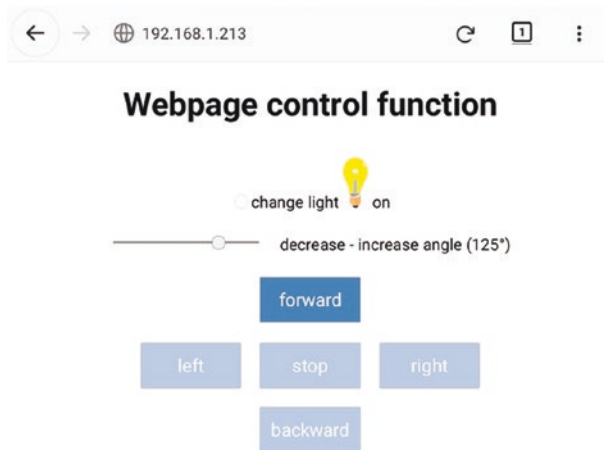 192.168.1.213 1
Webpage control function
change light on
decrease - increase angle (125°)
forward
left stop right
backward